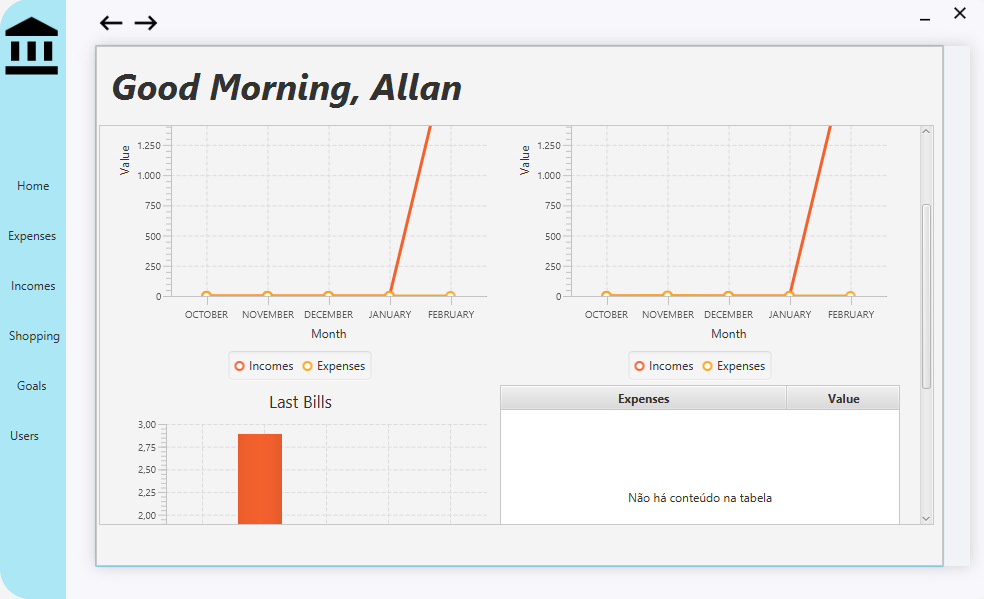 Good Morning, Allan
Home
Expenses
Incomes
Shopping
Goals
Users
Value
1.250
1.000
750
500
250
0
OCTOBER NOVEMBER DECEMBER JANUARY FEBRUARY
Month
Incomes Expenses
Value
1.250
1.000
750
500
250
0
OCTOBER NOVEMBER DECEMBER JANUARY FEBRUARY
Month
Incomes Expenses
Last Bills
3,00
2,75
2,50
2,25
2,00
Expenses Value
Não há conteúdo na tabela